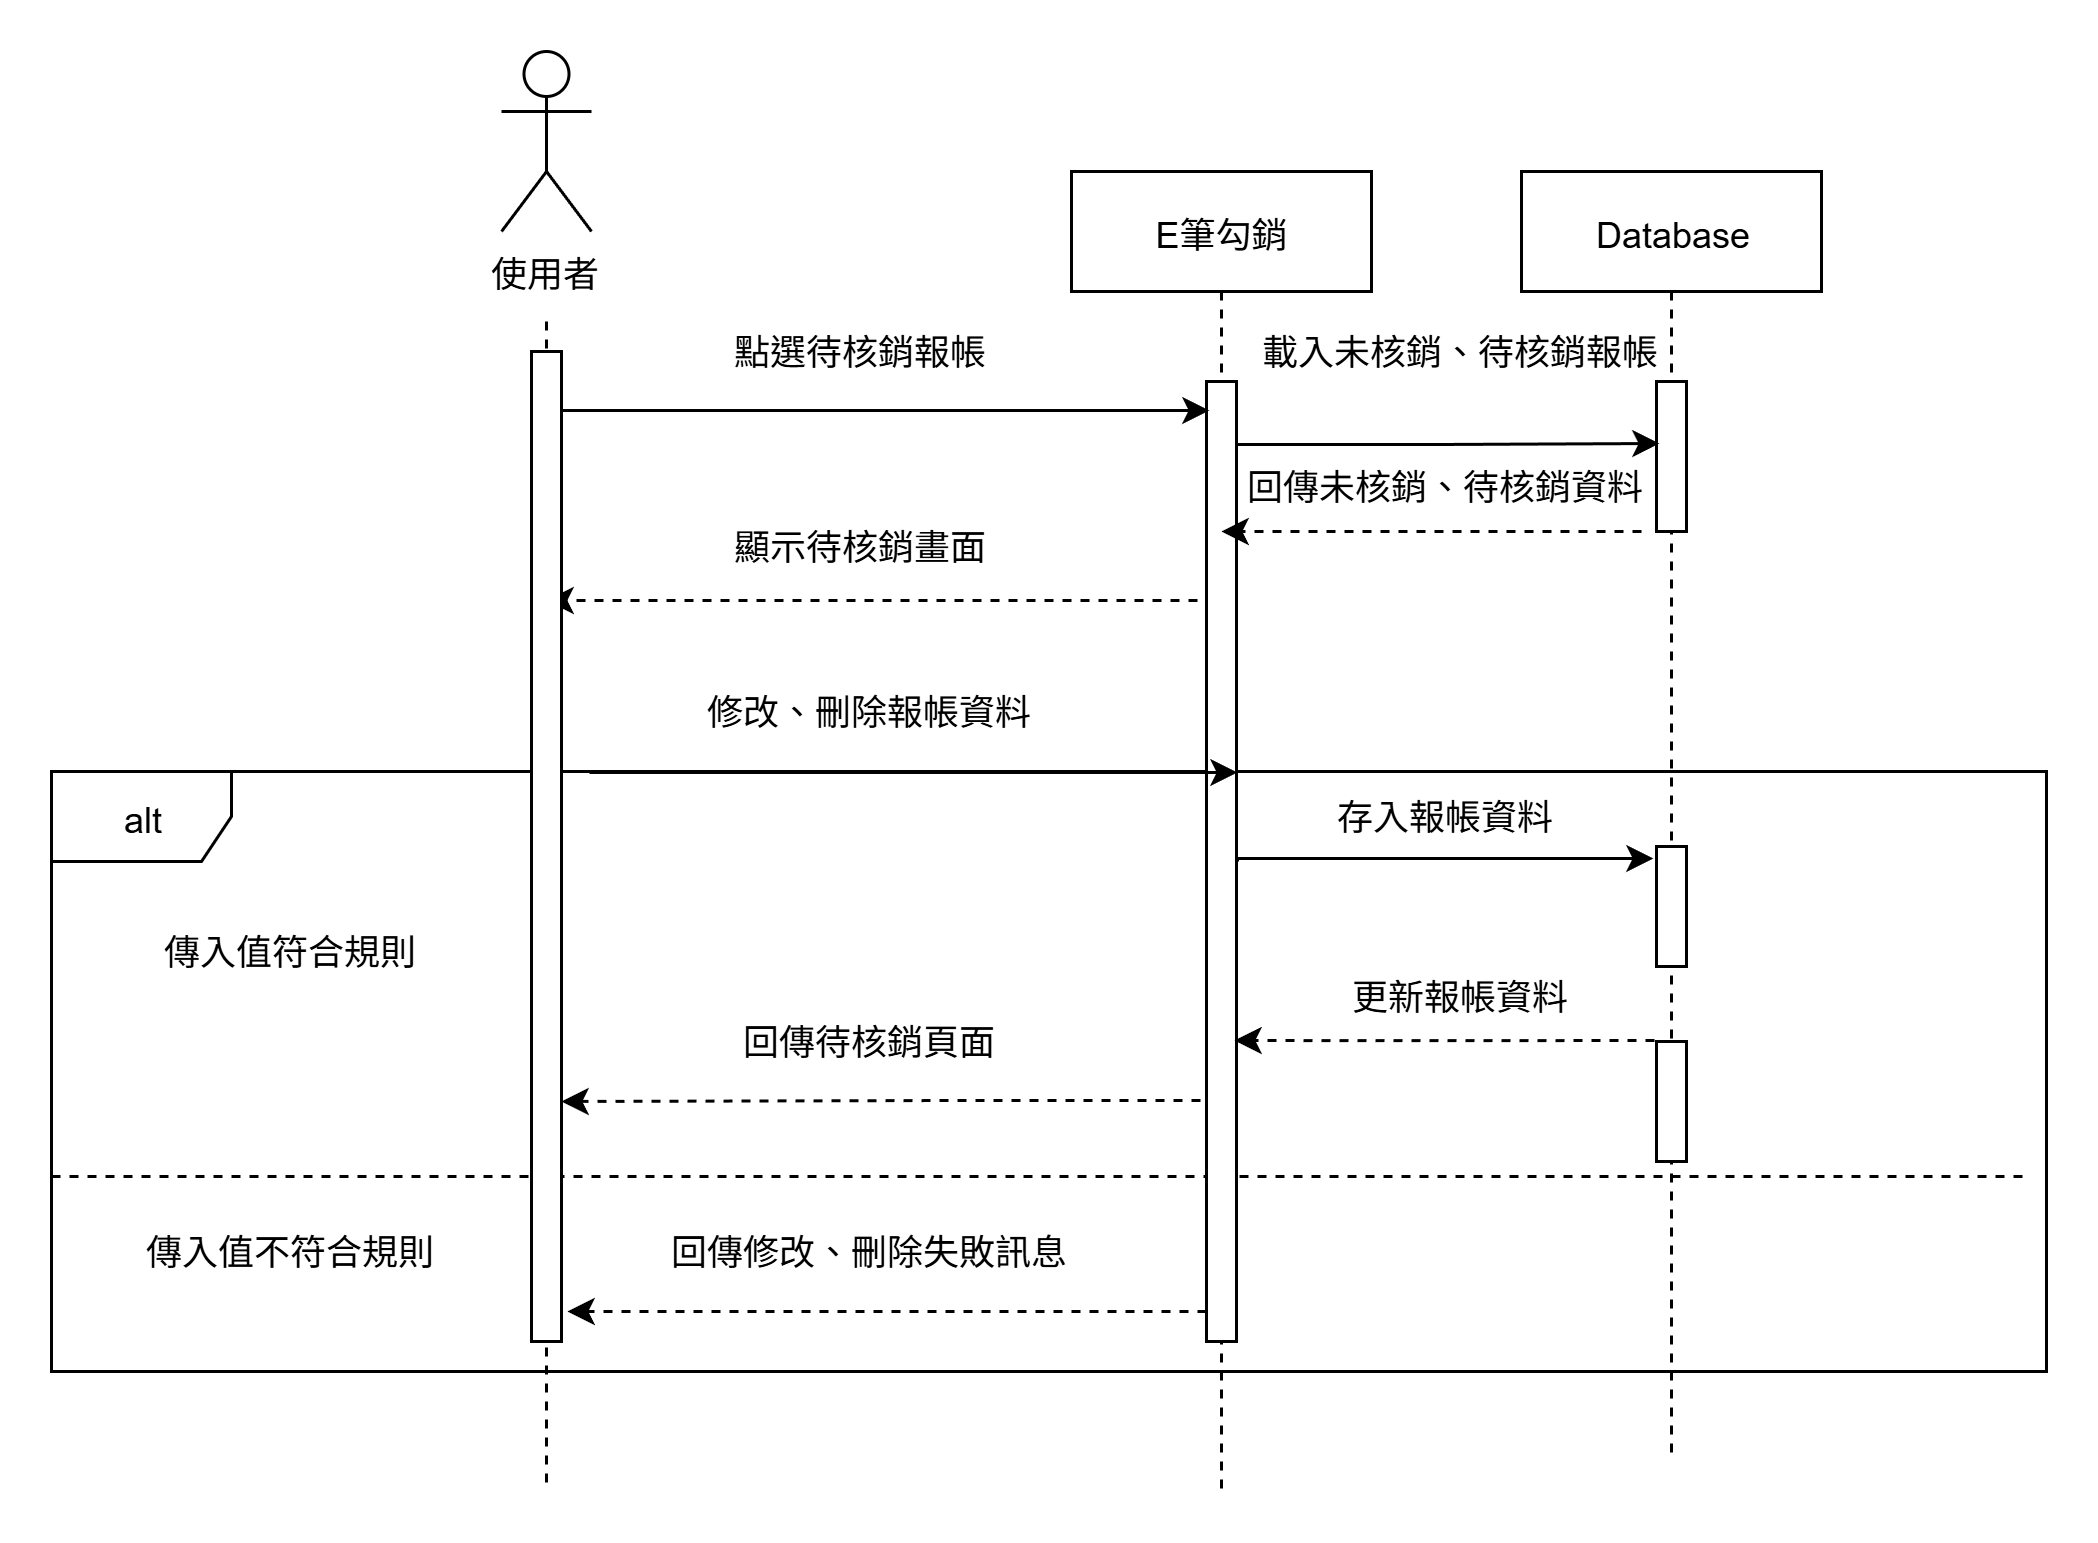 使用者
E筆勾銷
Database
點選待核銷報帳
載入未核銷、待核銷報帳
回傳未核銷、待核銷資料
顯示待核銷畫面
修改、刪除報帳資料
alt
存入報帳資料
傳入值符合規則
更新報帳資料
回傳待核銷頁面
傳入值不符合規則
回傳修改、刪除失敗訊息